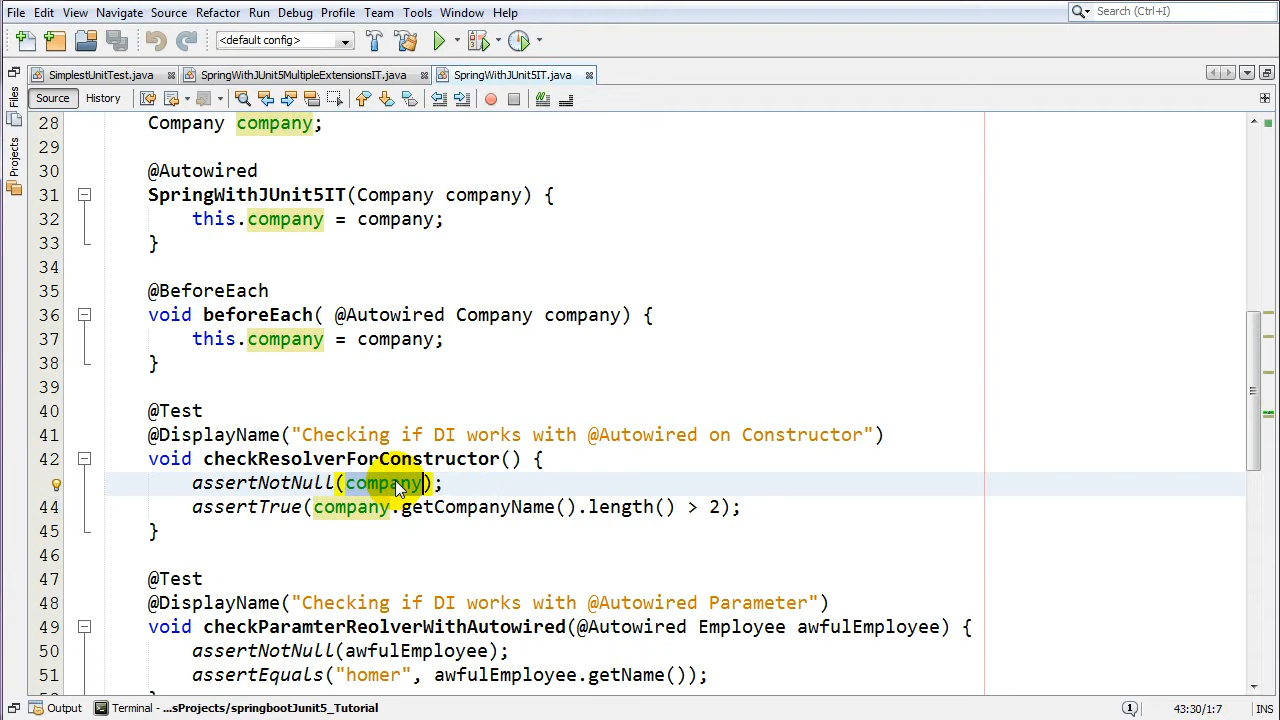 File Edit View Navigate Source Refactor Run Debug Profile Team Tools Window Help
Search (Ctrl+I)
<default config>
SimplestUnitTest.java
SpringWithJUnit5MultipleExtensionsIT.java
SpringWithJUnit5IT.java
Source History
Files
Projects
28 Company company;
29
30 @Autowired
31 SpringWithJUnit5IT(Company company) {
32 this.company = company;
33 }
34
35 @BeforeEach
36 void beforeEach( @Autowired Company company) {
37 this.company = company;
38 }
39
40 @Test
41 @DisplayName("Checking if DI works with @Autowired on Constructor")
42 void checkResolverForConstructor() {
assertNotNull(company);
44 assertTrue(company.getCompanyName().length() > 2);
45 }
46
47 @Test
48 @DisplayName("Checking if DI works with @Autowired Parameter")
49 void checkParamterReolverWithAutowired(@Autowired Employee awfulEmployee) {
50 assertNotNull(awfulEmployee);
51 assertEquals("homer", awfulEmployee.getName());
Output Terminal - ...sProjects/springbootJunit5_Tutorial
43:30/1:7 INS